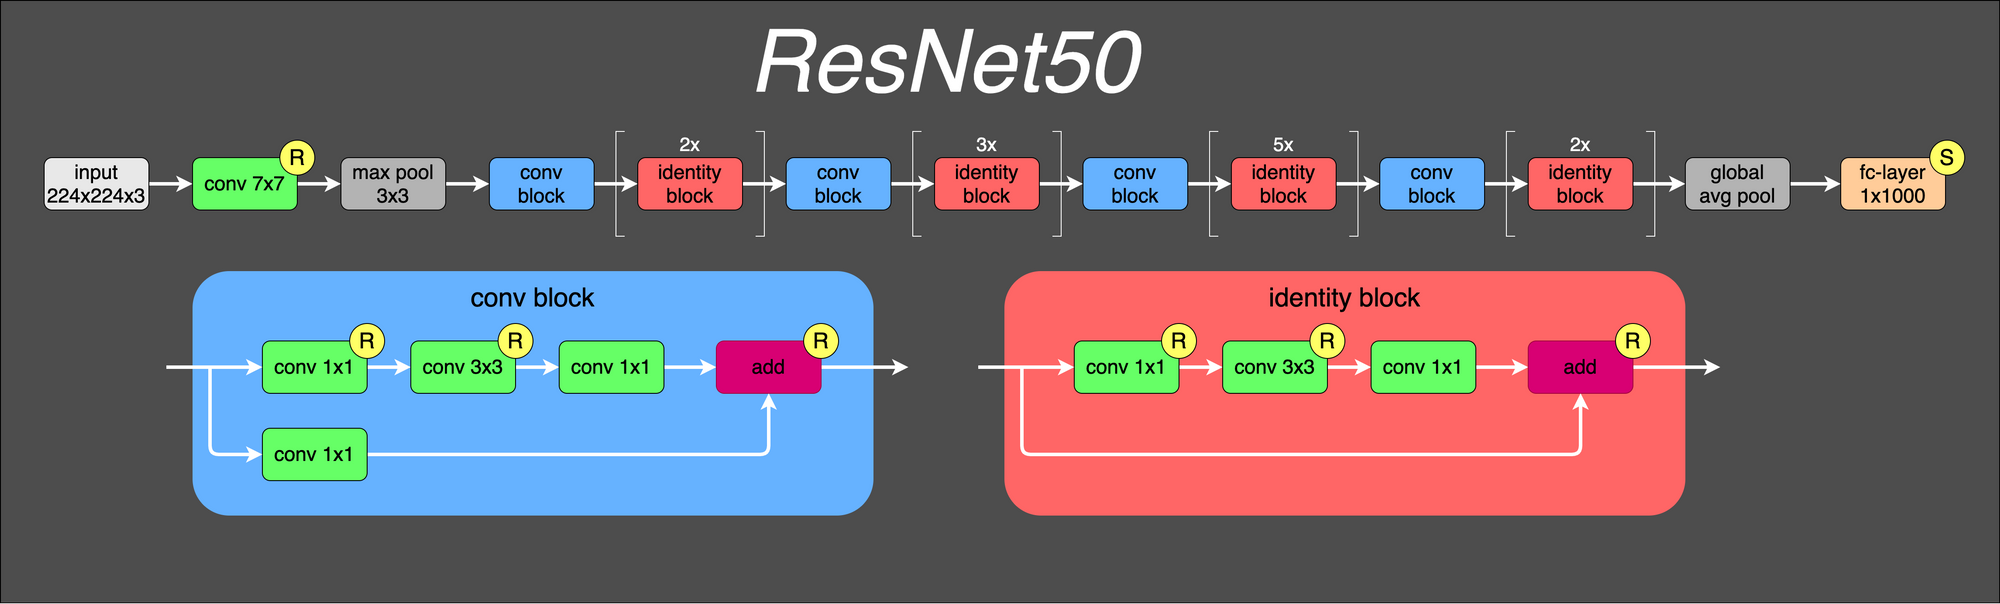 ResNet50
input
224x224x3
conv 7x7
R
max pool
3x3
conv
block
2x
identity
block
conv
block
3x
identity
block
conv
block
5x
identity
block
conv
block
2x
identity
block
global
avg pool
fc-layer
1x1000
S
conv block
conv 1x1
R
conv 3x3
R
conv 1x1
add
R
conv 1x1
identity block
conv 1x1
R
conv 3x3
R
conv 1x1
add
R